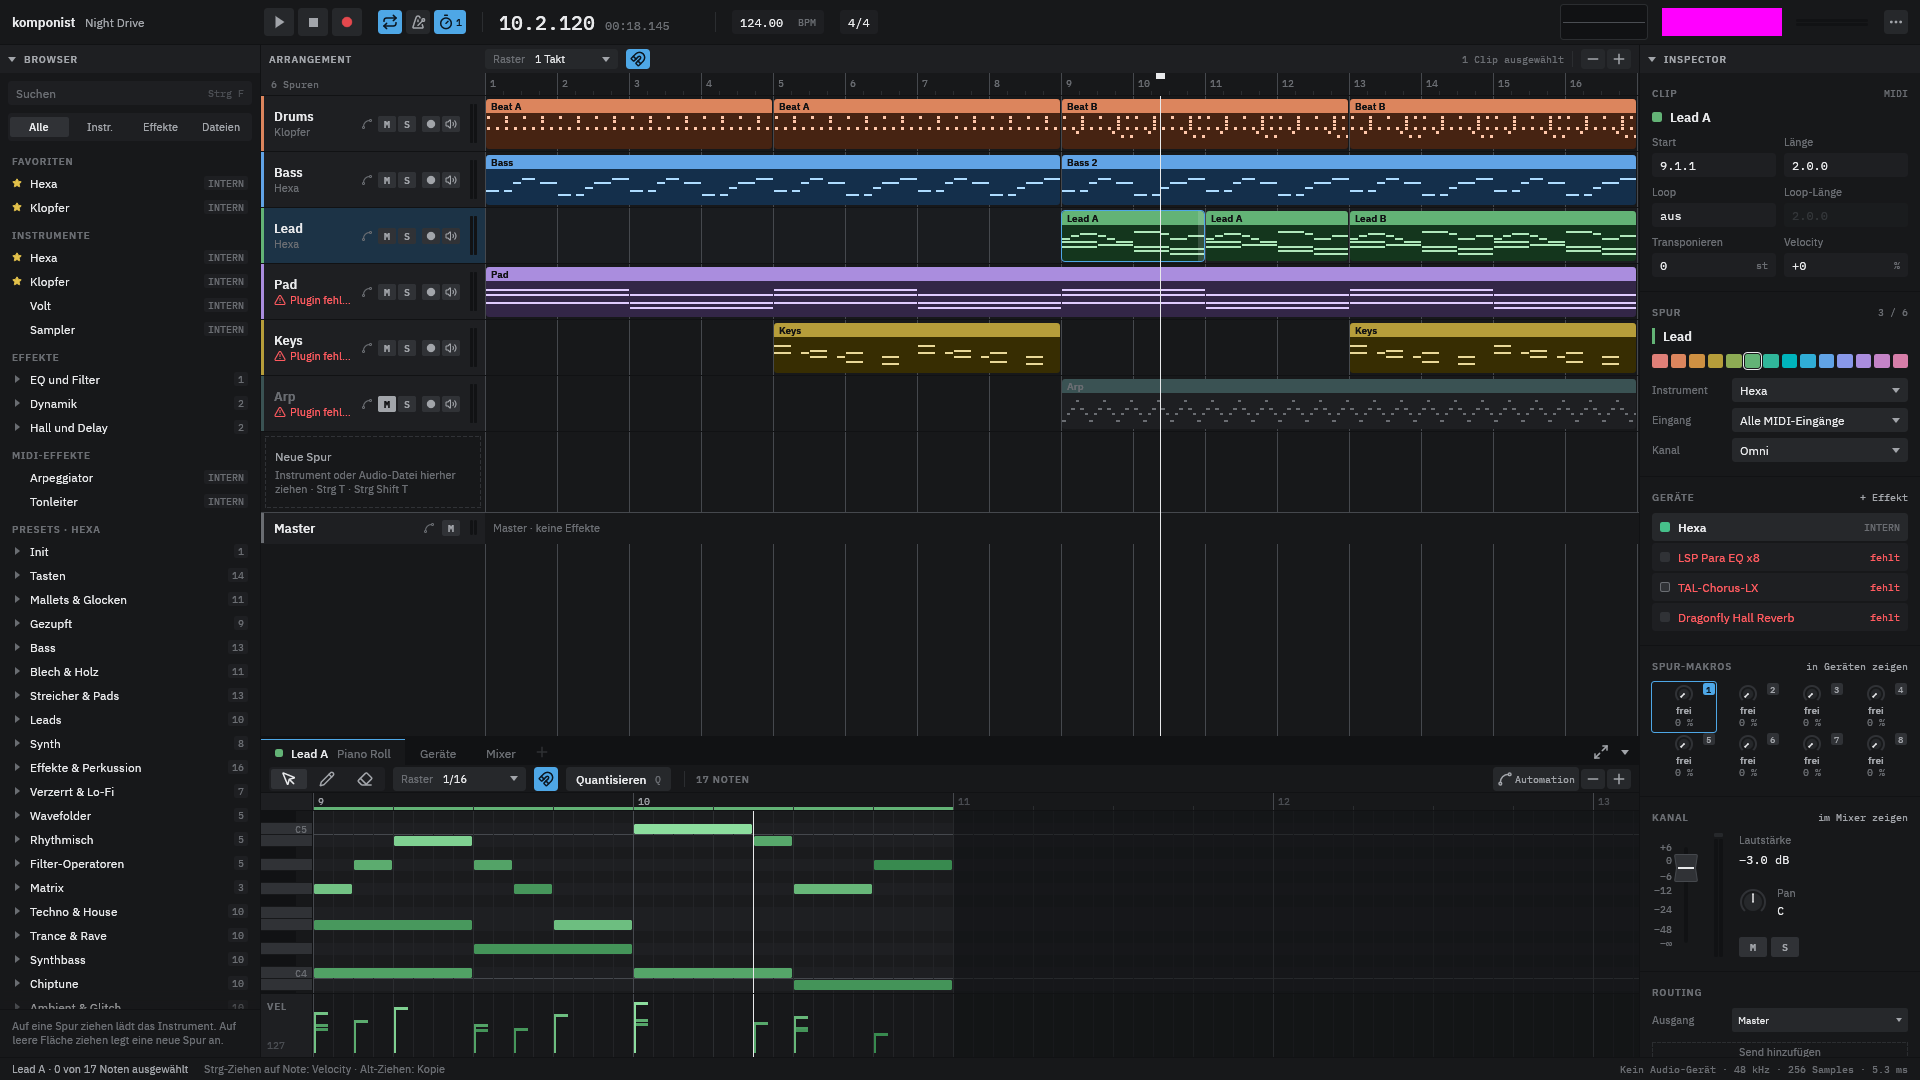 komponist Night Drive
1
10.2.120 00:18.145
124.00 BPM
4/4
BROWSER
Suchen Strg F
Alle Instr. Effekte Dateien
FAVORITEN
Hexa INTERN
Klopfer INTERN
INSTRUMENTE
Hexa INTERN
Klopfer INTERN
Volt INTERN
Sampler INTERN
EFFEKTE
EQ und Filter 1
Dynamik 2
Hall und Delay 2
MIDI-EFFEKTE
Arpeggiator INTERN
Tonleiter INTERN
PRESETS · HEXA
Init 1
Tasten 14
Mallets & Glocken 11
Gezupft 9
Bass 13
Blech & Holz 11
Streicher & Pads 13
Leads 10
Synth 8
Effekte & Perkussion 16
Verzerrt & Lo-Fi 7
Wavefolder 5
Rhythmisch 5
Filter-Operatoren 5
Matrix 3
Techno & House 10
Trance & Rave 10
Synthbass 10
Chiptune 10
Ambient & Glitch 10
Auf eine Spur ziehen lädt das Instrument. Auf
leere Fläche ziehen legt eine neue Spur an.
ARRANGEMENT
Raster 1 Takt
1 Clip ausgewählt
6 Spuren
1 2 3 4 5 6 7 8 9 10 11 12 13 14 15 16
Drums
Klopfer
M S
Beat A Beat A Beat B Beat B
Bass
Hexa
M S
Bass Bass 2
Lead
Hexa
M S
Lead A Lead A Lead B
Pad
Plugin fehl...
M S
Pad
Keys
Plugin fehl...
M S
Keys Keys
Arp
Plugin fehl...
M S
Arp
Neue Spur
Instrument oder Audio-Datei hierher
ziehen · Strg T · Strg Shift T
Master M
Master · keine Effekte
Lead A Piano Roll Geräte Mixer
Raster 1/16
Quantisieren Q
17 NOTEN
Automation
9 10 11 12 13
C5
C4
VEL
127
INSPECTOR
CLIP MIDI
Lead A
Start Länge
9.1.1 2.0.0
Loop Loop-Länge
aus 2.0.0
Transponieren Velocity
0 st +0 %
SPUR 3 / 6
Lead
Instrument Hexa
Eingang Alle MIDI-Eingänge
Kanal Omni
GERÄTE + Effekt
Hexa INTERN
LSP Para EQ x8 fehlt
TAL-Chorus-LX fehlt
Dragonfly Hall Reverb fehlt
SPUR-MAKROS in Geräten zeigen
1 2 3 4
frei frei frei frei
0 % 0 % 0 % 0 %
5 6 7 8
frei frei frei frei
0 % 0 % 0 % 0 %
KANAL im Mixer zeigen
+6
0
−6
−12
−24
−48
−∞
Lautstärke
−3.0 dB
Pan
C
M S
ROUTING
Ausgang Master
Send hinzufügen
Lead A · 0 von 17 Noten ausgewählt Strg-Ziehen auf Note: Velocity · Alt-Ziehen: Kopie
Kein Audio-Gerät · 48 kHz · 256 Samples · 5.3 ms